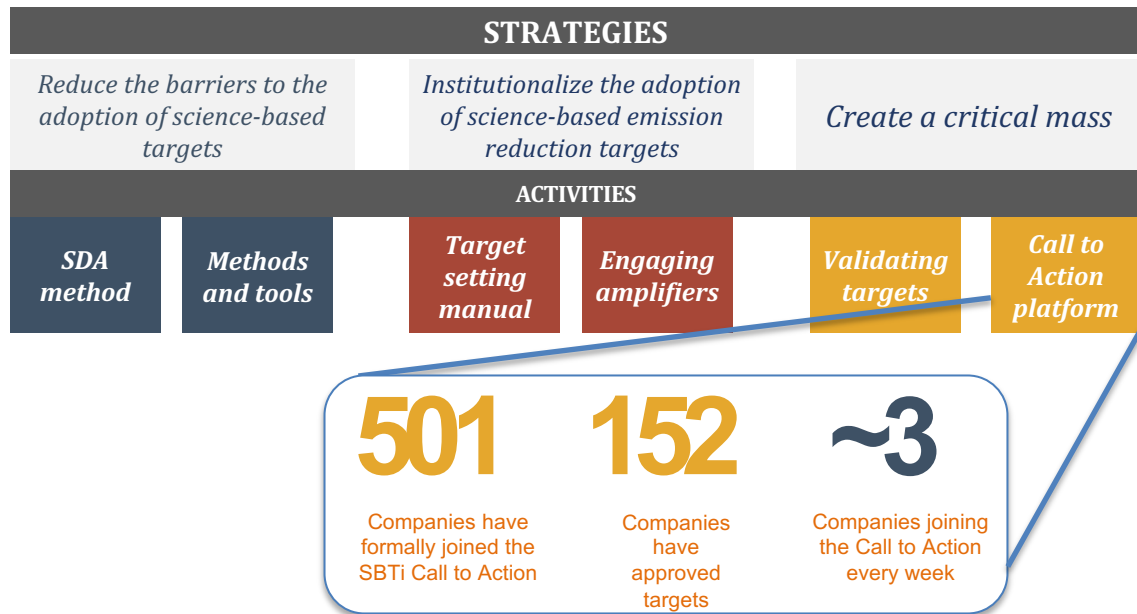 STRATEGIES
Reduce the barriers to the
adoption of science-based
targets
Institutionalize the adoption
of science-based emission
reduction targets
Create a critical mass
ACTIVITIES
SDA
method
Methods
and tools
Target
setting
manual
Engaging
amplifiers
Validating
targets
Call to
Action
platform
501
Companies have
formally joined the
SBTi Call to Action
152
Companies
have
approved
targets
~3
Companies joining
the Call to Action
every week